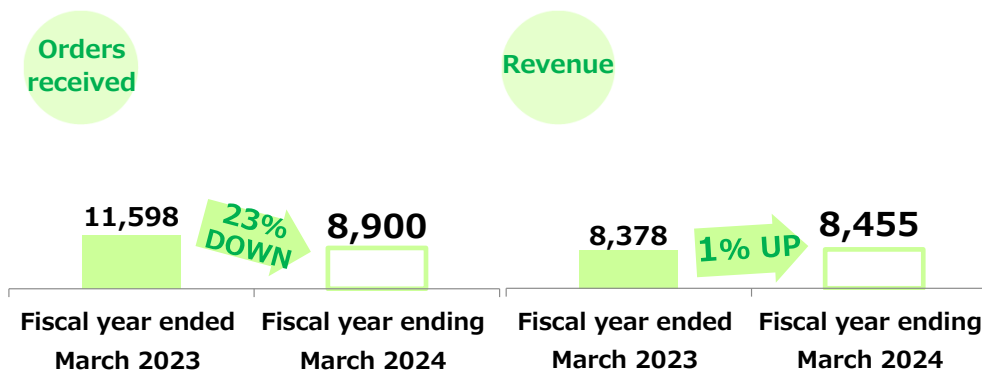 Orders
received
11,598
23%
DOWN
8,900
Fiscal year ended
March 2023
Fiscal year ending
March 2024
Revenue
8,378
1% UP
8,455
Fiscal year ended
March 2023
Fiscal year ending
March 2024